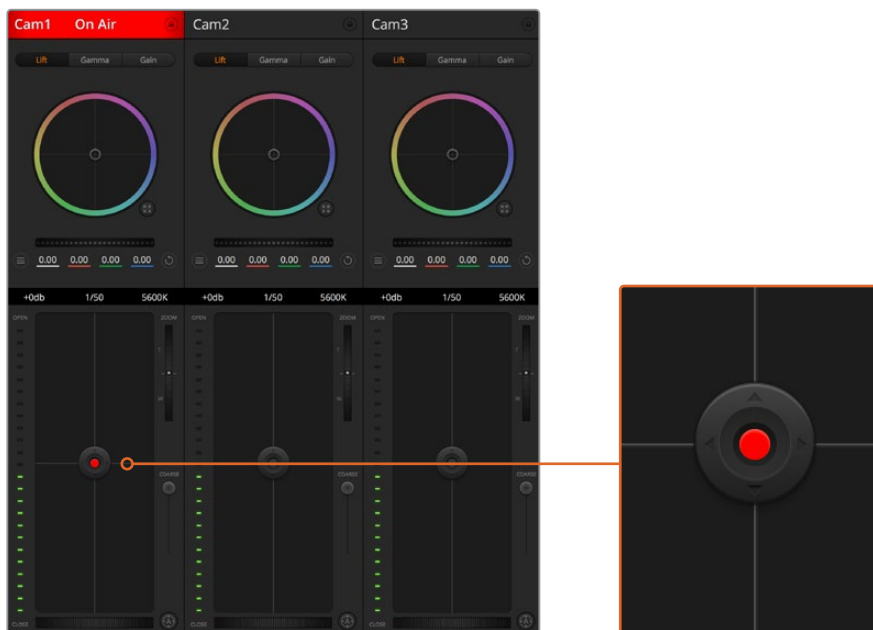 Cam1 On Air Cam2 Cam3
Lift Gamma Gain Lift Gamma Gain Lift Gamma Gain
0.00 0.00 0.00 0.00 0.00 0.00 0.00 0.00 0.00 0.00 0.00 0.00
+0db 1/50 5600K +0db 1/50 5600K +0db 1/50 5600K
OPEN ZOOM OPEN ZOOM OPEN ZOOM
T T T
W W W
COARSE COARSE COARSE
CLOSE CLOSE CLOSE
A A A